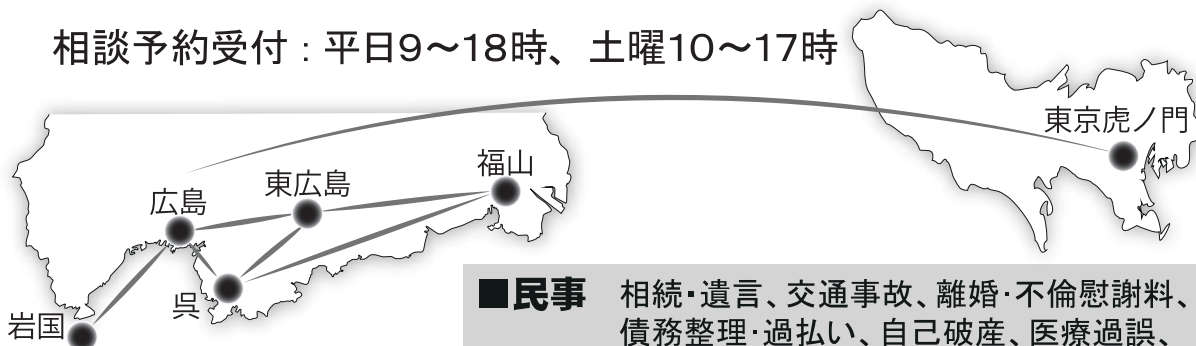 相談予約受付：平日9～18時、土曜10～17時
東京虎ノ門
福山
東広島
広島
呉
岩国
■民事 相続・遺言、交通事故、離婚・不倫慰謝料、
債務整理・過払い、自己破産、医療過誤、